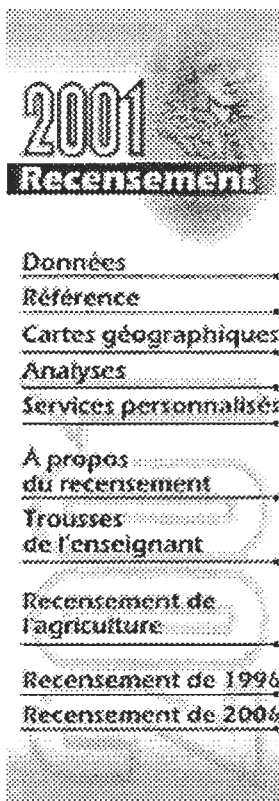 2001
Recensement
Données
Référence
Cartes géographiques
Analyses
Services personnalisés
À propos
du recensement
Trousses
de l'enseignant
Recensement de
l'agriculture
Recensement de 1996
Recensement de 2006